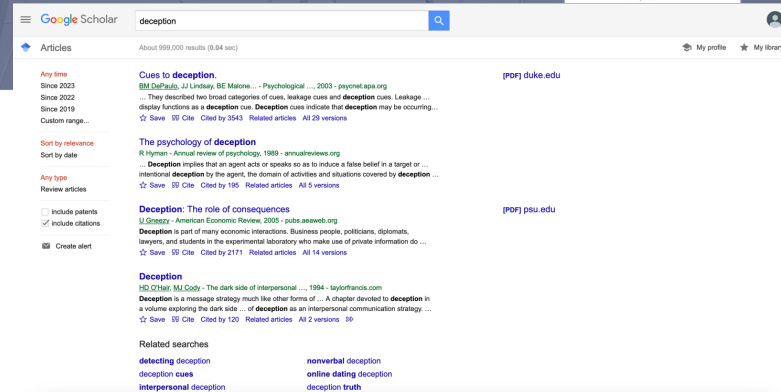 Google Scholar
deception
Articles
About 999,000 results (0.04 sec)
My profile
My library
Any time
Since 2023
Since 2022
Since 2019
Custom range...
Sort by relevance
Sort by date
Any type
Review articles
include patents
include citations
Create alert
Cues to deception.
BM DePaulo, JJ Lindsay, BE Malone... - Psychological ..., 2003 - psycnet.apa.org
... They described two broad categories of cues, leakage cues and deception cues. Leakage ...
display functions as a deception cue. Deception cues indicate that deception may be occurring...
Save Cite Cited by 3543 Related articles All 29 versions
[PDF] duke.edu
The psychology of deception
R Hyman - Annual review of psychology, 1989 - annualreviews.org
... Deception implies that an agent acts or speaks so as to induce a false belief in a target or ...
intentional deception by the agent, the domain of activities and situations covered by deception ...
Save Cite Cited by 195 Related articles All 5 versions
Deception: The role of consequences
U Gneezy - American Economic Review, 2005 - pubs.aeaweb.org
Deception is part of many economic interactions. Business people, politicians, diplomats,
lawyers, and students in the experimental laboratory who make use of private information do ...
Save Cite Cited by 2171 Related articles All 14 versions
[PDF] psu.edu
Deception
HD O'Hair, MJ Cody - The dark side of interpersonal ..., 1994 - taylorfrancis.com
Deception is a message strategy much like other forms of ... A chapter devoted to deception in
a volume exploring the dark side ... of deception as an interpersonal communication strategy. ...
Save Cite Cited by 120 Related articles All 2 versions
Related searches
detecting deception
nonverbal deception
deception cues
online dating deception
interpersonal deception
deception truth